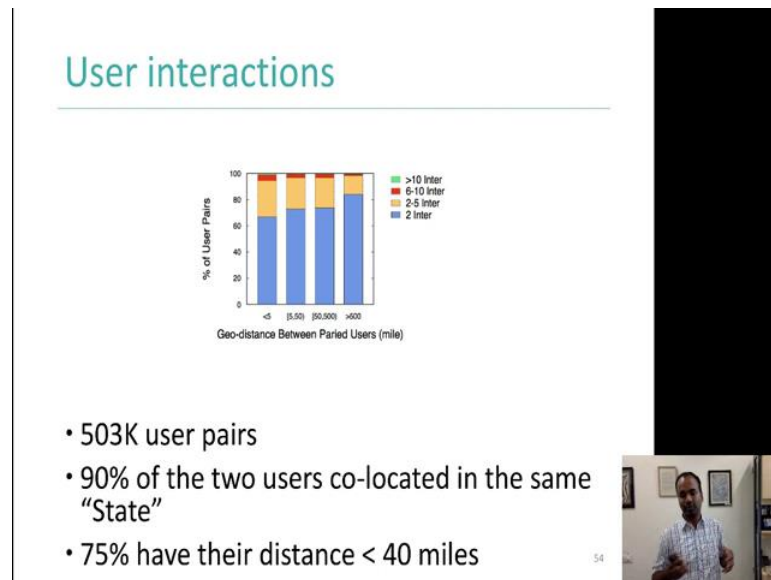 User interactions
100
80
60
40
20
0
% of User Pairs
>10 Inter
6-10 Inter
2-5 Inter
2 Inter
<5 [5,50) [50,500) >500
Geo-distance Between Paried Users (mile)
• 503K user pairs
• 90% of the two users co-located in the same
“State”
• 75% have their distance < 40 miles
54